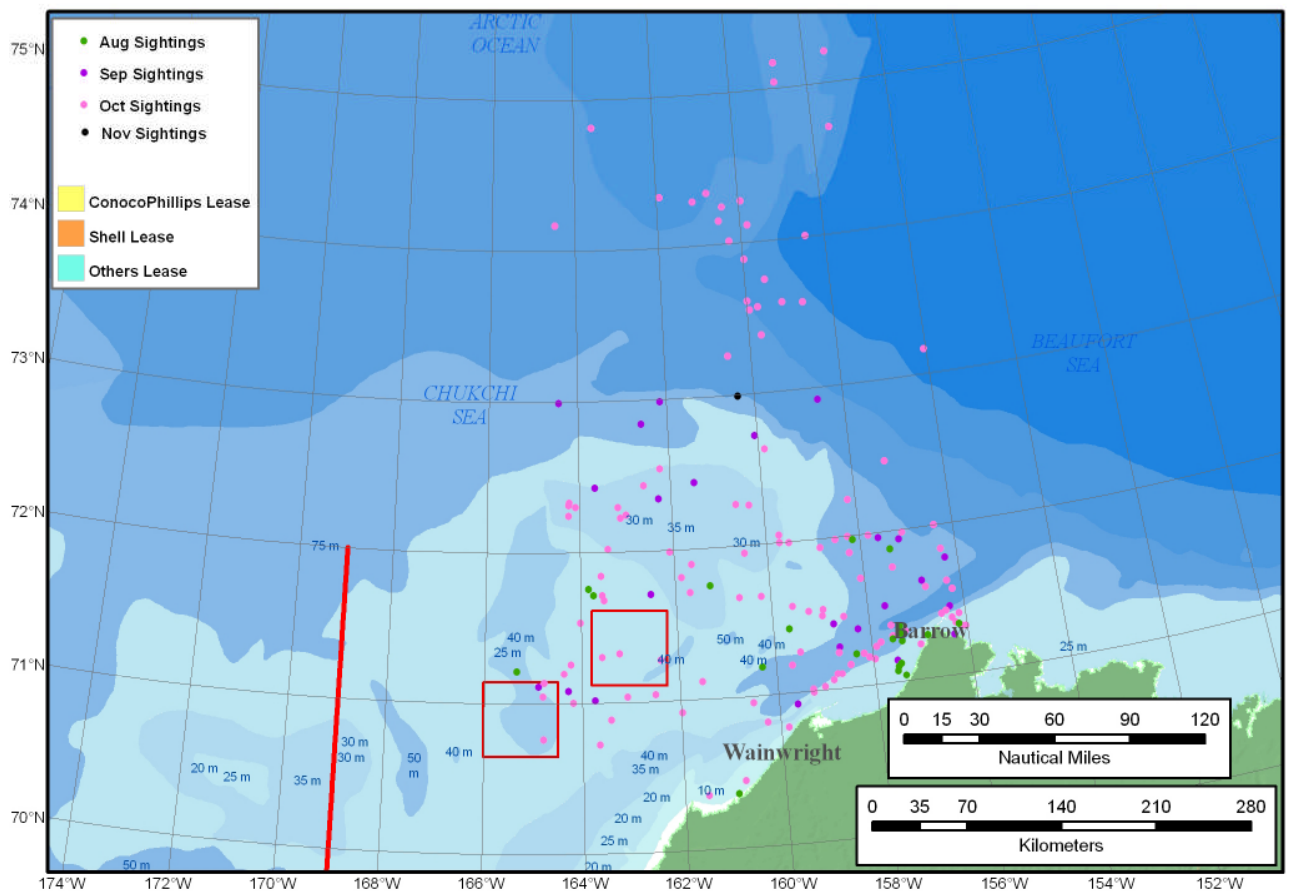 ARCTIC
OCEAN
Aug Sightings
Sep Sightings
Oct Sightings
Nov Sightings
ConocoPhillips Lease
Shell Lease
Others Lease
75°N
74°N
73°N
72°N
71°N
70°N
BEAUFORT
SEA
CHUKCHI
SEA
30 m
35 m
30 m
75 m
40 m
25 m
50 m
40 m
40 m
40 m
Barrow
25 m
30 m
30 m
40 m
50
m
20 m
25 m
35 m
Wainwright
40 m
35 m
20 m
10 m
20 m
25 m
20 m
50 m
0 15 30 60 90 120
Nautical Miles
0 35 70 140 210 280
Kilometers
174°W 172°W 170°W 168°W 166°W 164°W 162°W 160°W 158°W 156°W 154°W 152°W